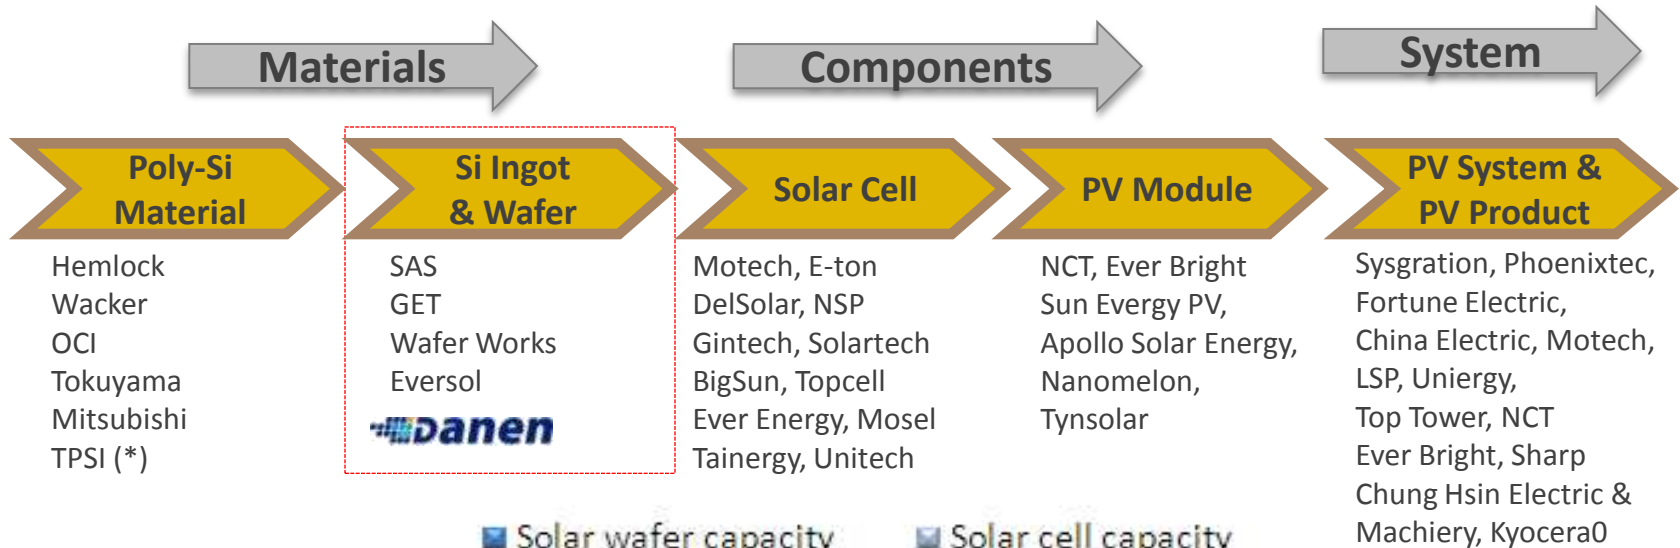 Materials
Components
System
Poly-Si
Material
Si Ingot
& Wafer
Solar Cell
PV Module
PV System &
PV Product
Hemlock
Wacker
OCI
Tokuyama
Mitsubishi
TPSI (*)
SAS
GET
Wafer Works
Eversol
Danen
Motech, E-ton
DelSolar, NSP
Gintech, Solartech
BigSun, Topcell
Ever Energy, Mosel
Tainergy, Unitech
NCT, Ever Bright
Sun Evergy PV,
Apollo Solar Energy,
Nanomelon,
Tynsolar
Sysgration, Phoenixtec,
Fortune Electric,
China Electric, Motech,
LSP, Uniergy,
Top Tower, NCT
Ever Bright, Sharp
Chung Hsin Electric &
Machiery, Kyocera0
Solar wafer capacity
Solar cell capacity